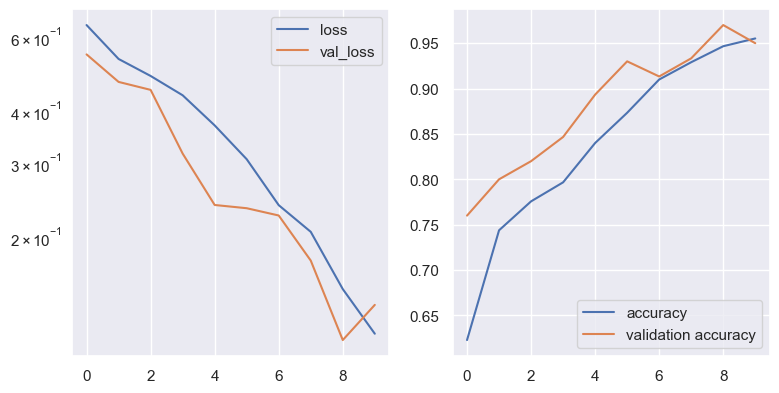 6 × 10⁻¹
4 × 10⁻¹
3 × 10⁻¹
2 × 10⁻¹
0 2 4 6 8
loss
val_loss
0.95
0.90
0.85
0.80
0.75
0.70
0.65
0 2 4 6 8
accuracy
validation accuracy